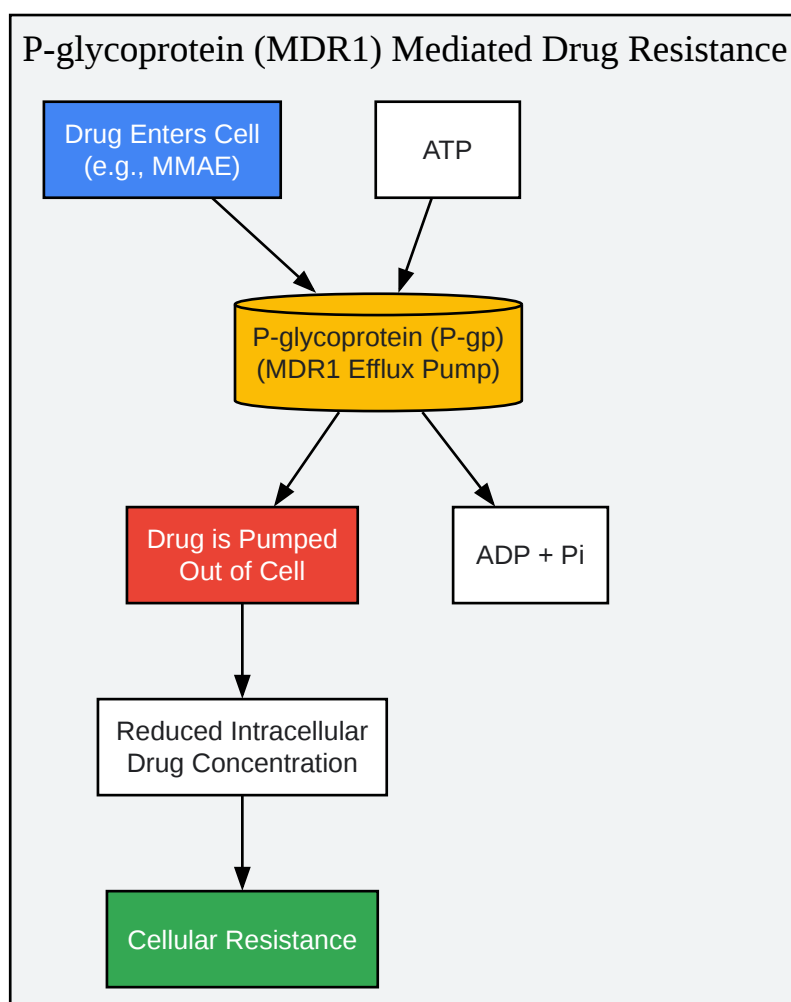 P-glycoprotein (MDR1) Mediated Drug Resistance
Drug Enters Cell
(e.g., MMAE)
ATP
P-glycoprotein (P-gp)
(MDR1 Efflux Pump)
Drug is Pumped
Out of Cell
ADP + Pi
Reduced Intracellular
Drug Concentration
Cellular Resistance